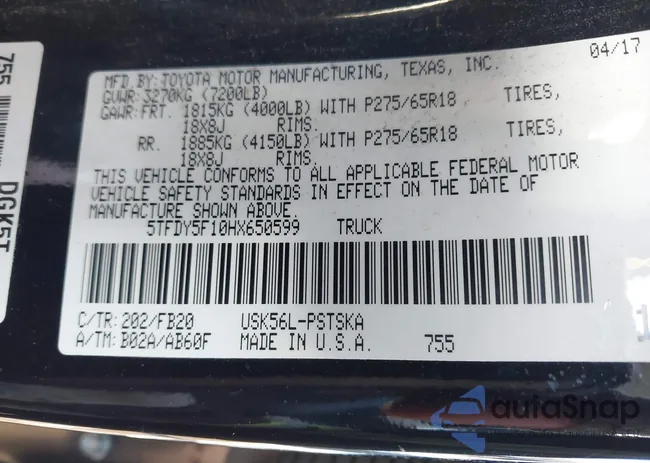 04/17
MFD.BY:TOYOTA MOTOR MANUFACTURING, TEXAS, INC.
GVWR:3270KG (7200LB)
GAWR:FRT. 1815KG (4000LB) WITH P275/65R18 TIRES,
18X8J RIMS.
RR. 1885KG (4150LB) WITH P275/65R18 TIRES,
18X8J RIMS.
THIS VEHICLE CONFORMS TO ALL APPLICABLE FEDERAL MOTOR
VEHICLE SAFETY STANDARDS IN EFFECT ON THE DATE OF
MANUFACTURE SHOWN ABOVE.
5TFDY5F10HX650599 TRUCK
C/TR:202/FB20 USK56L-PSTSKA
A/TM:B02A/AB60F MADE IN U.S.A. 755
755 DGK5T
autoSnap